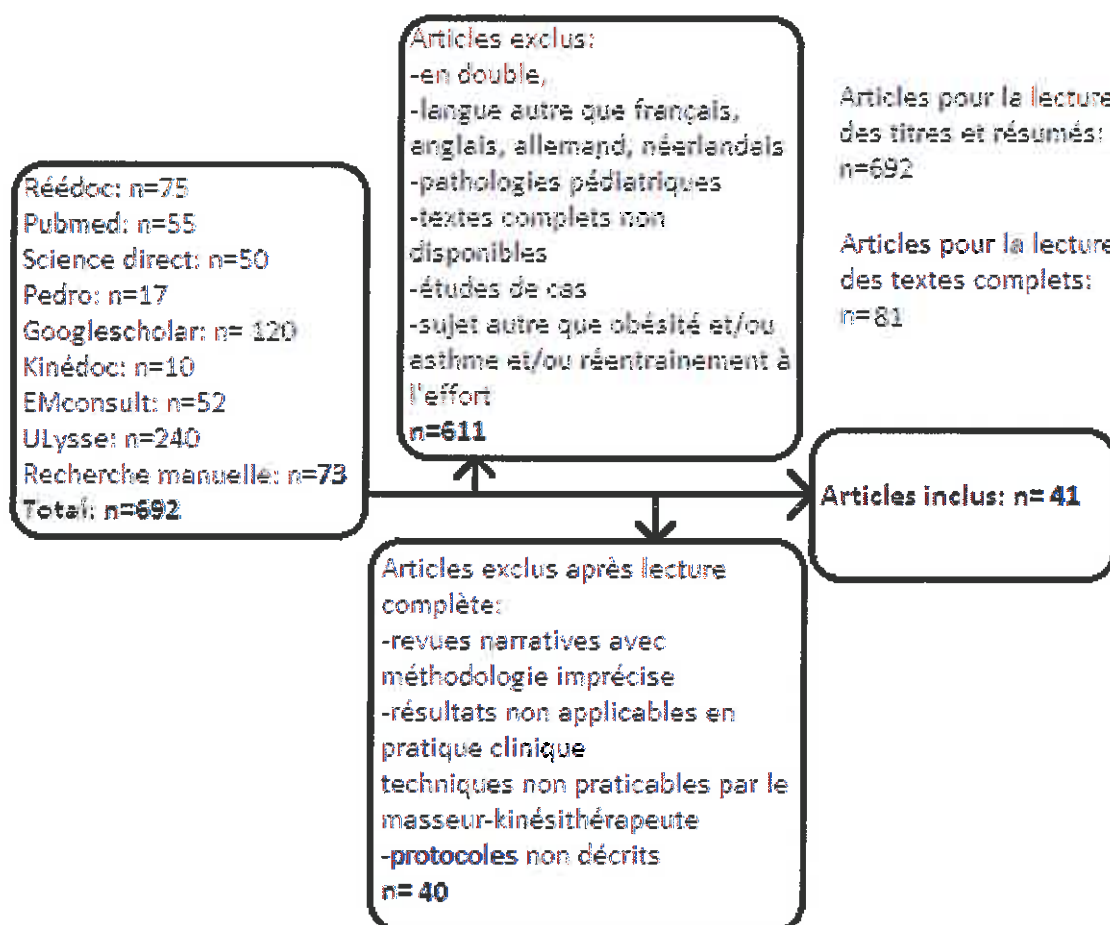 Réédoc: n=75
Pubmed: n=55
Science direct: n=50
Pedro: n=17
Googlescholar: n= 120
Kinédoc: n=10
EMconsult: n=52
ULysse: n=240
Recherche manuelle: n=73
Total: n=692
Articles exclus:
-en double,
-langue autre que français,
anglais, allemand, néerlandais
-pathologies pédiatriques
-textes complets non
disponibles
-études de cas
-sujet autre que obésité et/ou
asthme et/ou réentrainement à
l'effort
n=611
Articles pour la lecture
des titres et résumés:
n=692
Articles pour la lecture
des textes complets:
n=81
Articles inclus: n= 41
Articles exclus après lecture
complète:
-revues narratives avec
méthodologie imprécise
-résultats non applicables en
pratique clinique
techniques non praticables par le
masseur-kinésithérapeute
-protocoles non décrits
n= 40